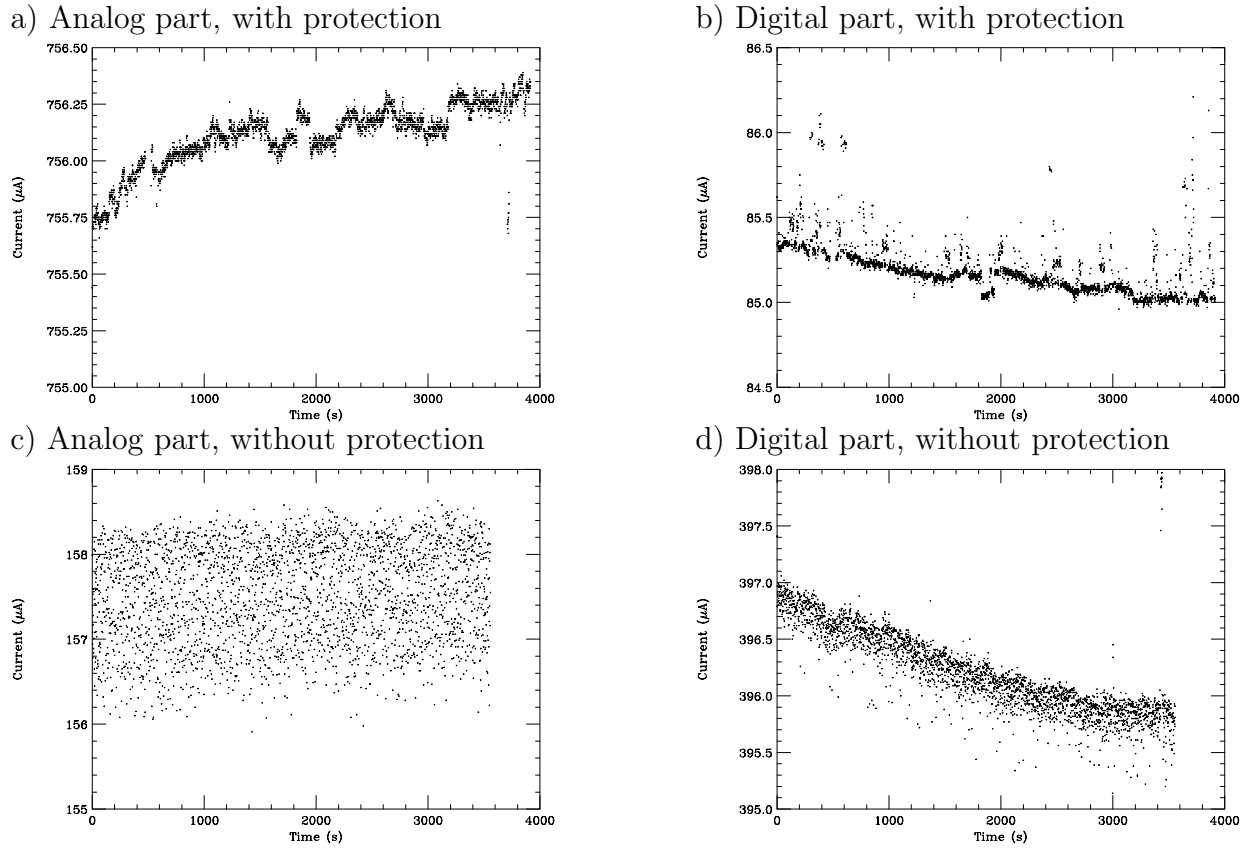 a) Analog part, with protection
b) Digital part, with protection
756.50
756.25
756.00
755.75
755.50
755.25
755.00
Current (μA)
0 1000 2000 3000 4000
Time (s)
86.5
86.0
85.5
85.0
84.5
Current (μA)
0 1000 2000 3000 4000
Time (s)
c) Analog part, without protection
d) Digital part, without protection
159
158
157
156
155
Current (μA)
0 1000 2000 3000 4000
Time (s)
398.0
397.5
397.0
396.5
396.0
395.5
395.0
Current (μA)
0 1000 2000 3000 4000
Time (s)